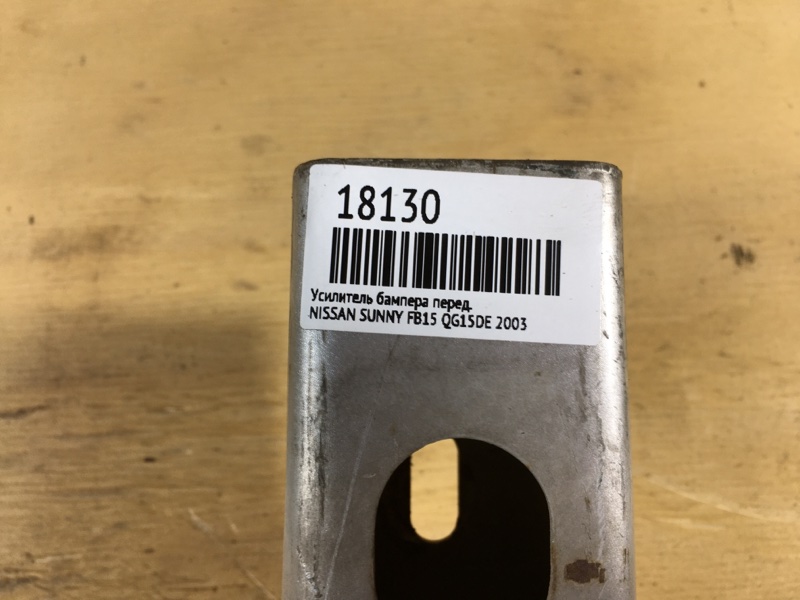 18130
Усилитель бампера перед.
NISSAN SUNNY FB15 QG15DE 2003